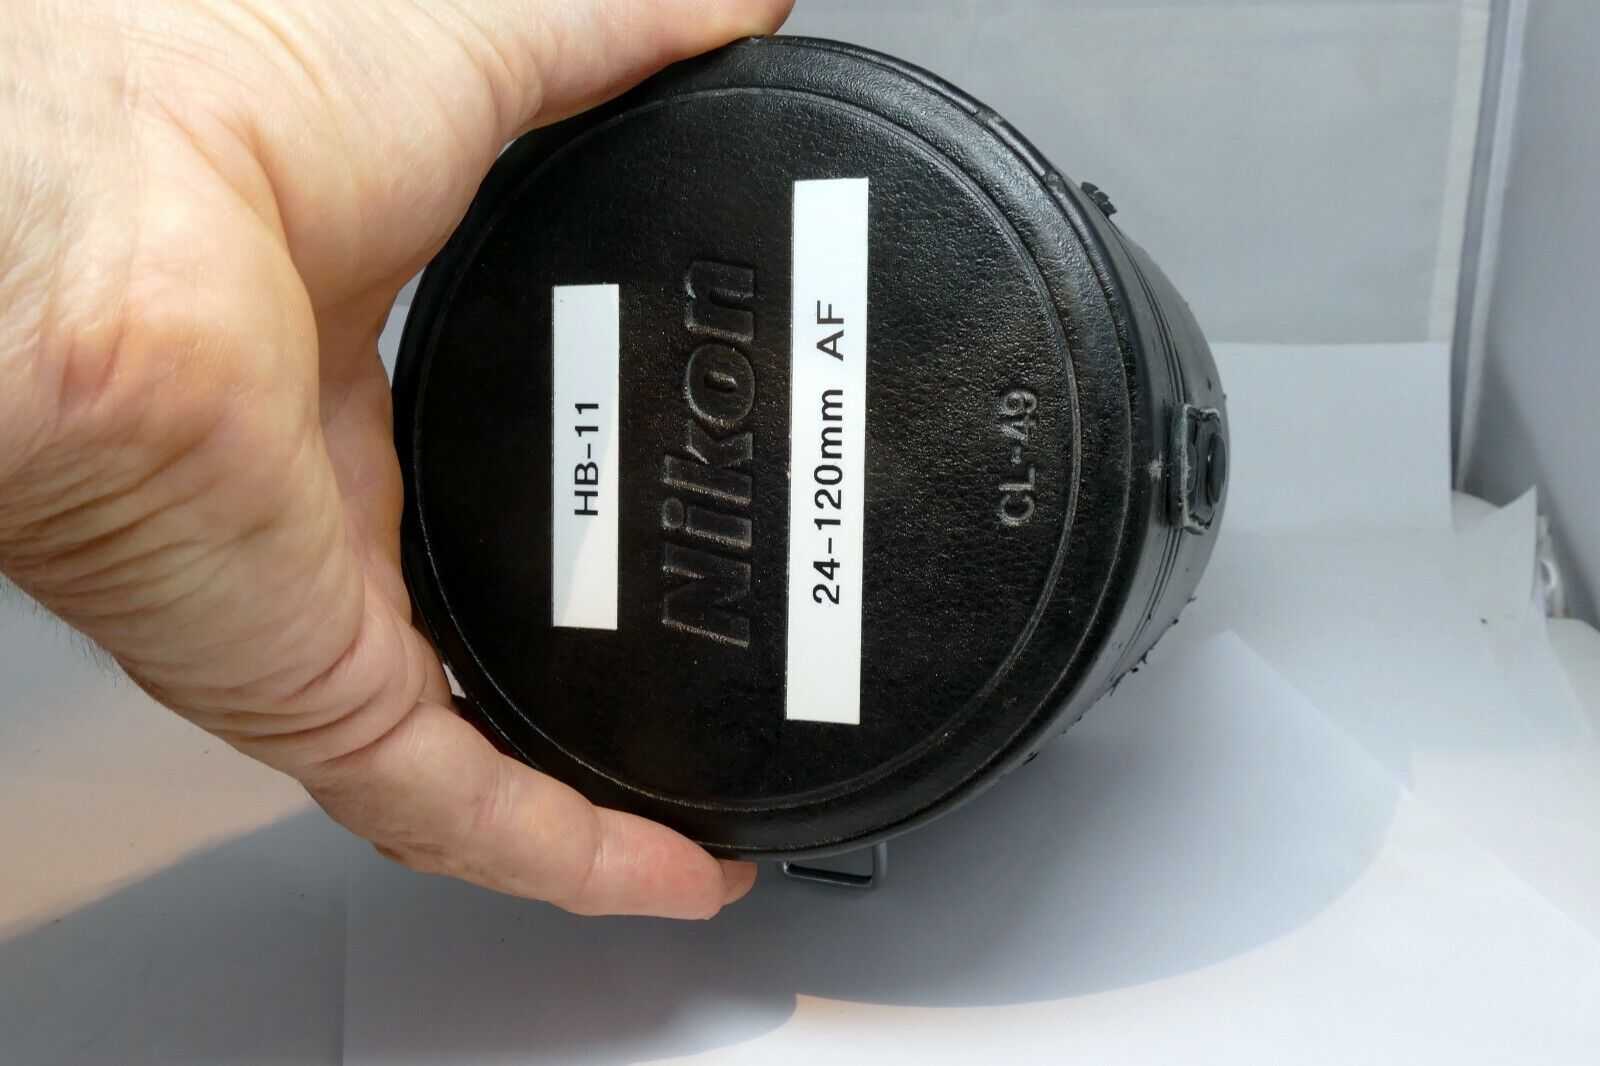 HB-11
Nikon
24-120mm AF
CL-49